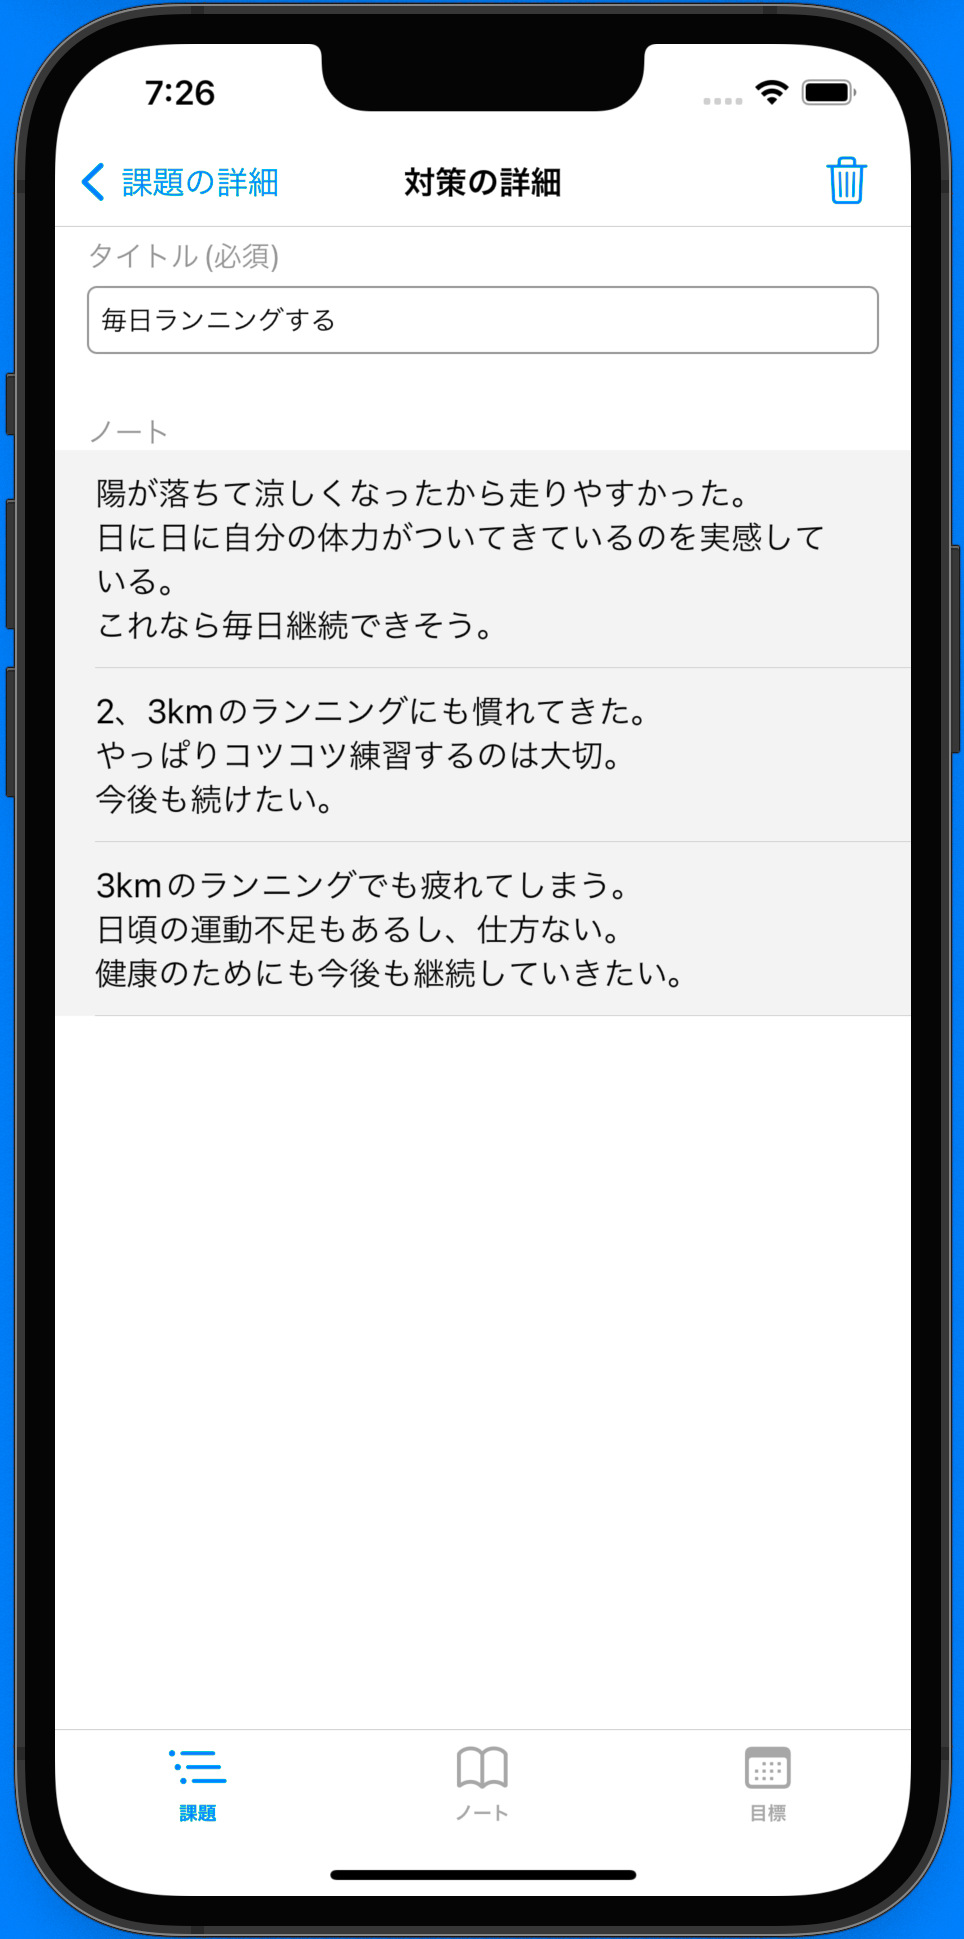 7:26
課題の詳細
対策の詳細
タイトル (必須)
毎日ランニングする
ノート
陽が落ちて涼しくなったから走りやすかった。
日に日に自分の体力がついてきているのを実感して
いる。
これなら毎日継続できそう。
2、3kmのランニングにも慣れてきた。
やっぱりコツコツ練習するのは大切。
今後も続けたい。
3kmのランニングでも疲れてしまう。
日頃の運動不足もあるし、仕方ない。
健康のためにも今後も継続していきたい。
課題
ノート
目標